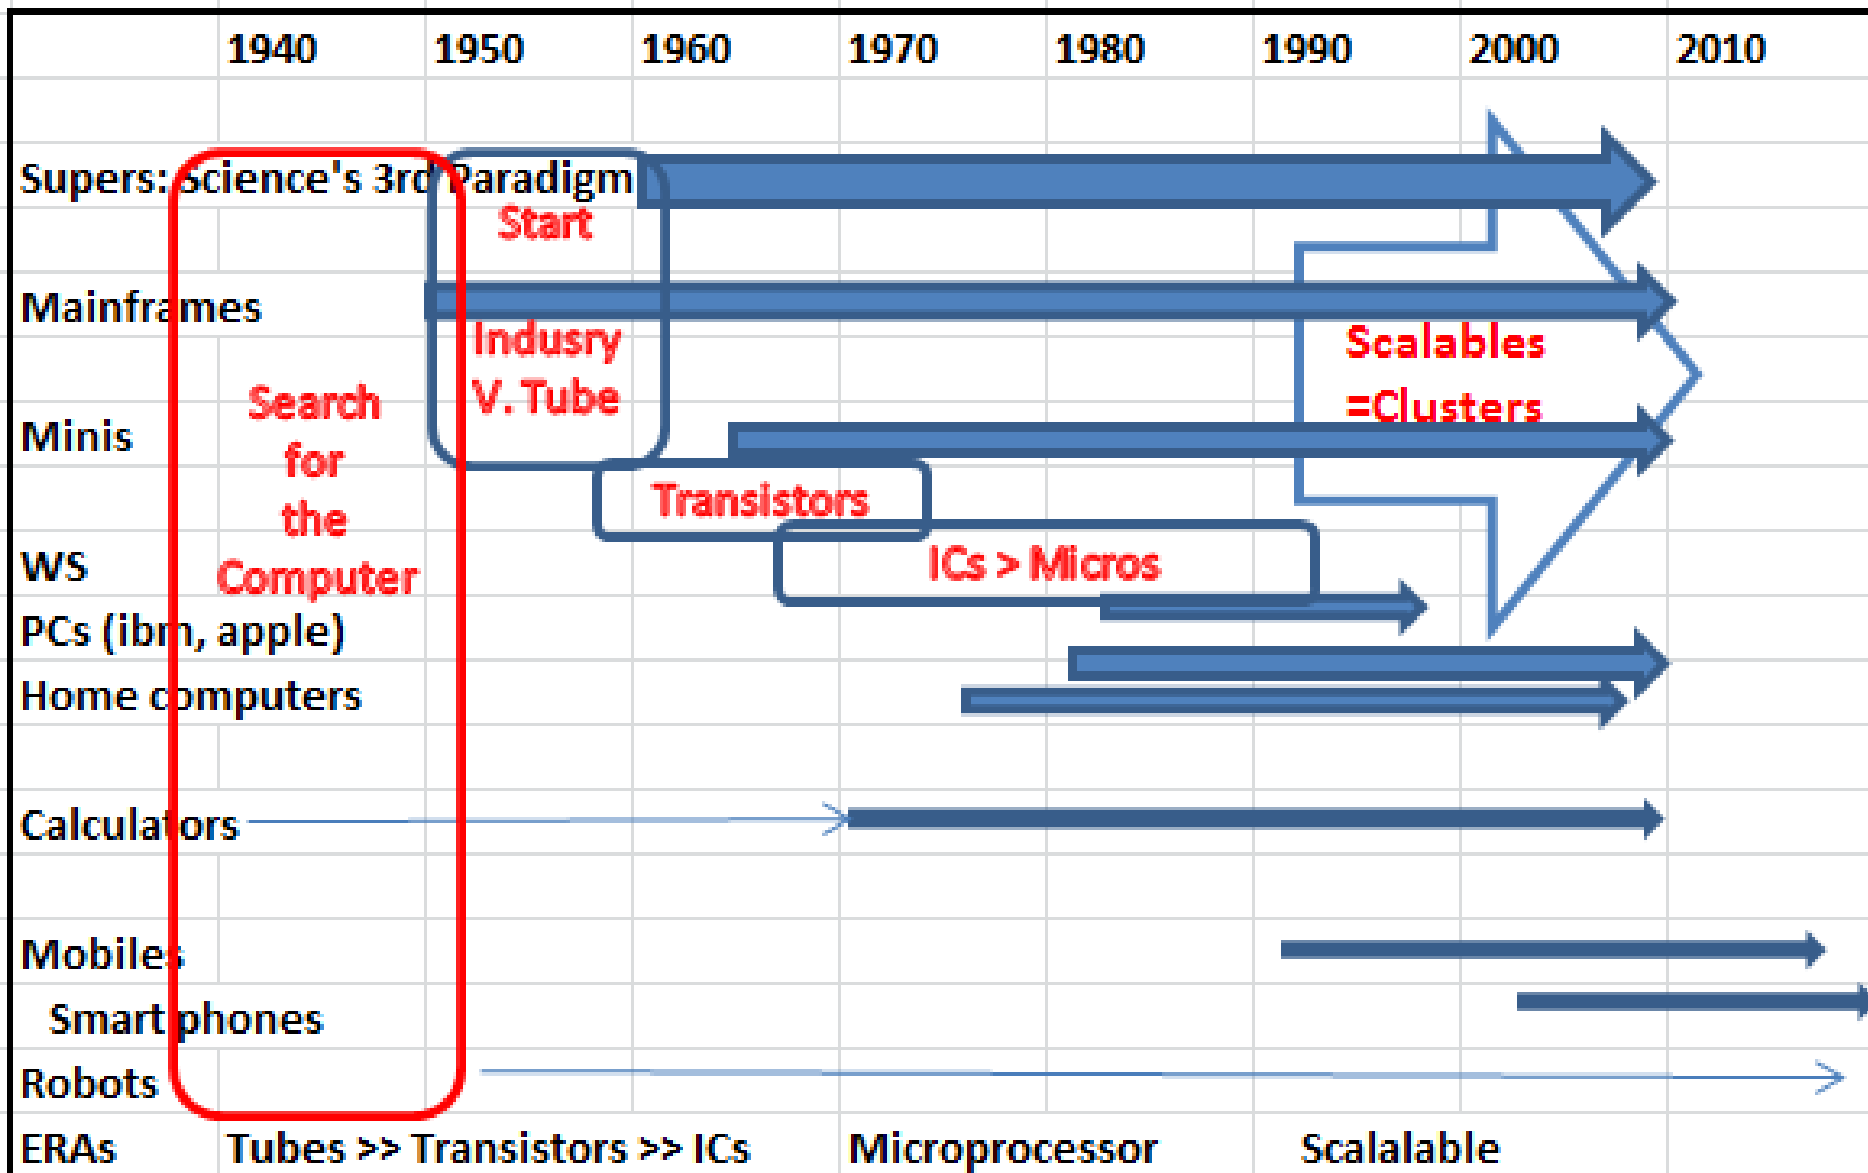 1940 1950 1960 1970 1980 1990 2000 2010
Supers: Science's 3rd Paradigm
Start
Mainframes
Indusry
V. Tube
Scalables
=Clusters
Search
for
the
Computer
Minis
Transistors
WS
ICs > Micros
PCs (ibm, apple)
Home computers
Calculators
Mobiles
Smart phones
Robots
ERAs Tubes >> Transistors >> ICs Microprocessor Scalalable